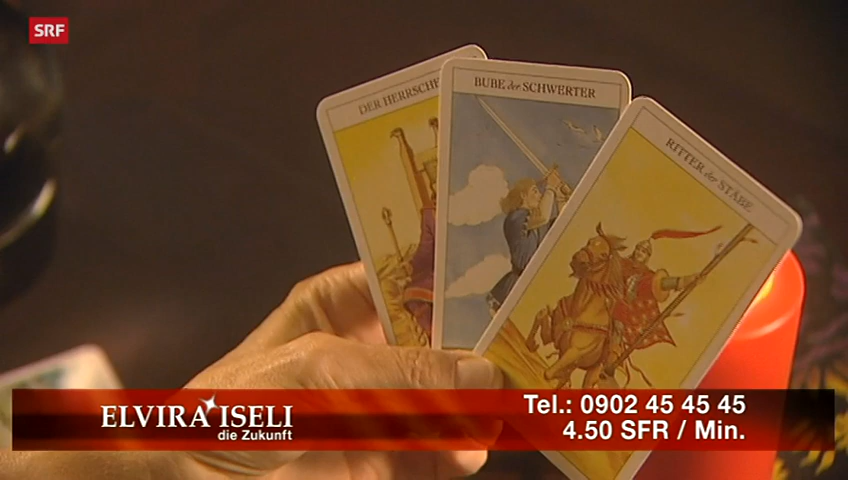 SRF
DER HERRSCHE
BUBE der SCHWERTER
RITTER der STÄBE
ELVIRA ISELI
die Zukunft
Tel.: 0902 45 45 45
4.50 SFR / Min.